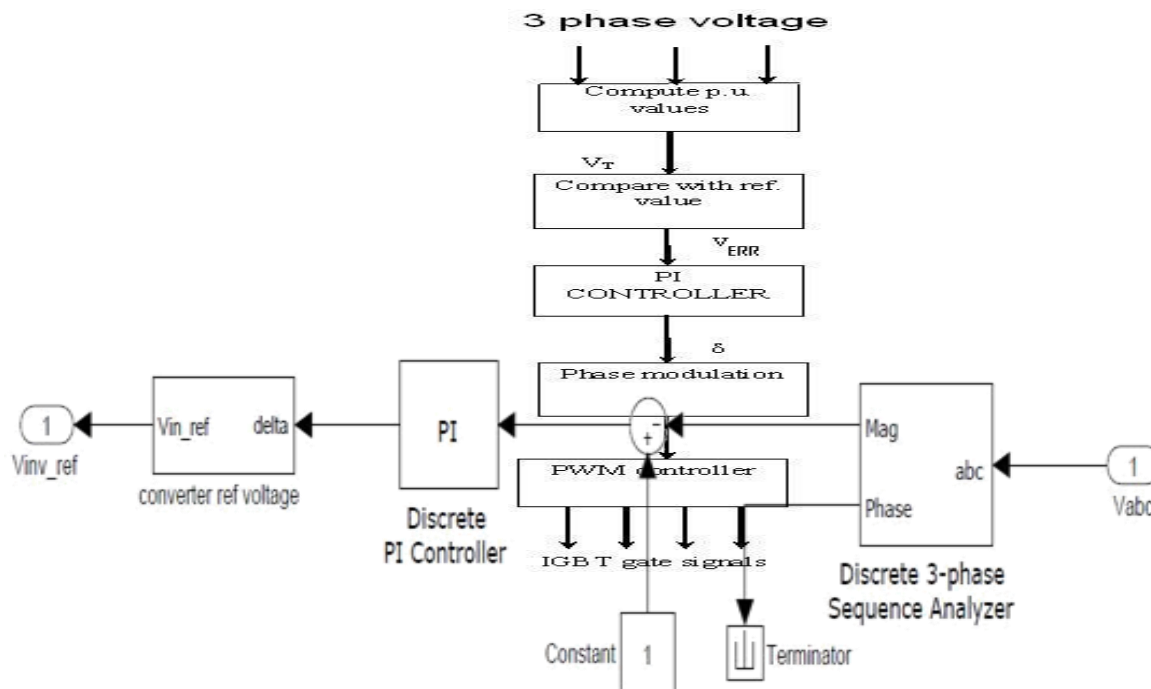 3 phase voltage
Compute p.u.
values
VT
Compare with ref.
value
VERR
PI
CONTROLLER
δ
Phase modulation
PWM controller
IGBT gate signals
1
Vinv_ref
Vin_ref
delta
converter ref voltage
PI
Discrete
PI Controller
-
+
Mag
abc
Phase
Discrete 3-phase
Sequence Analyzer
1
Vabc
Constant
1
Terminator